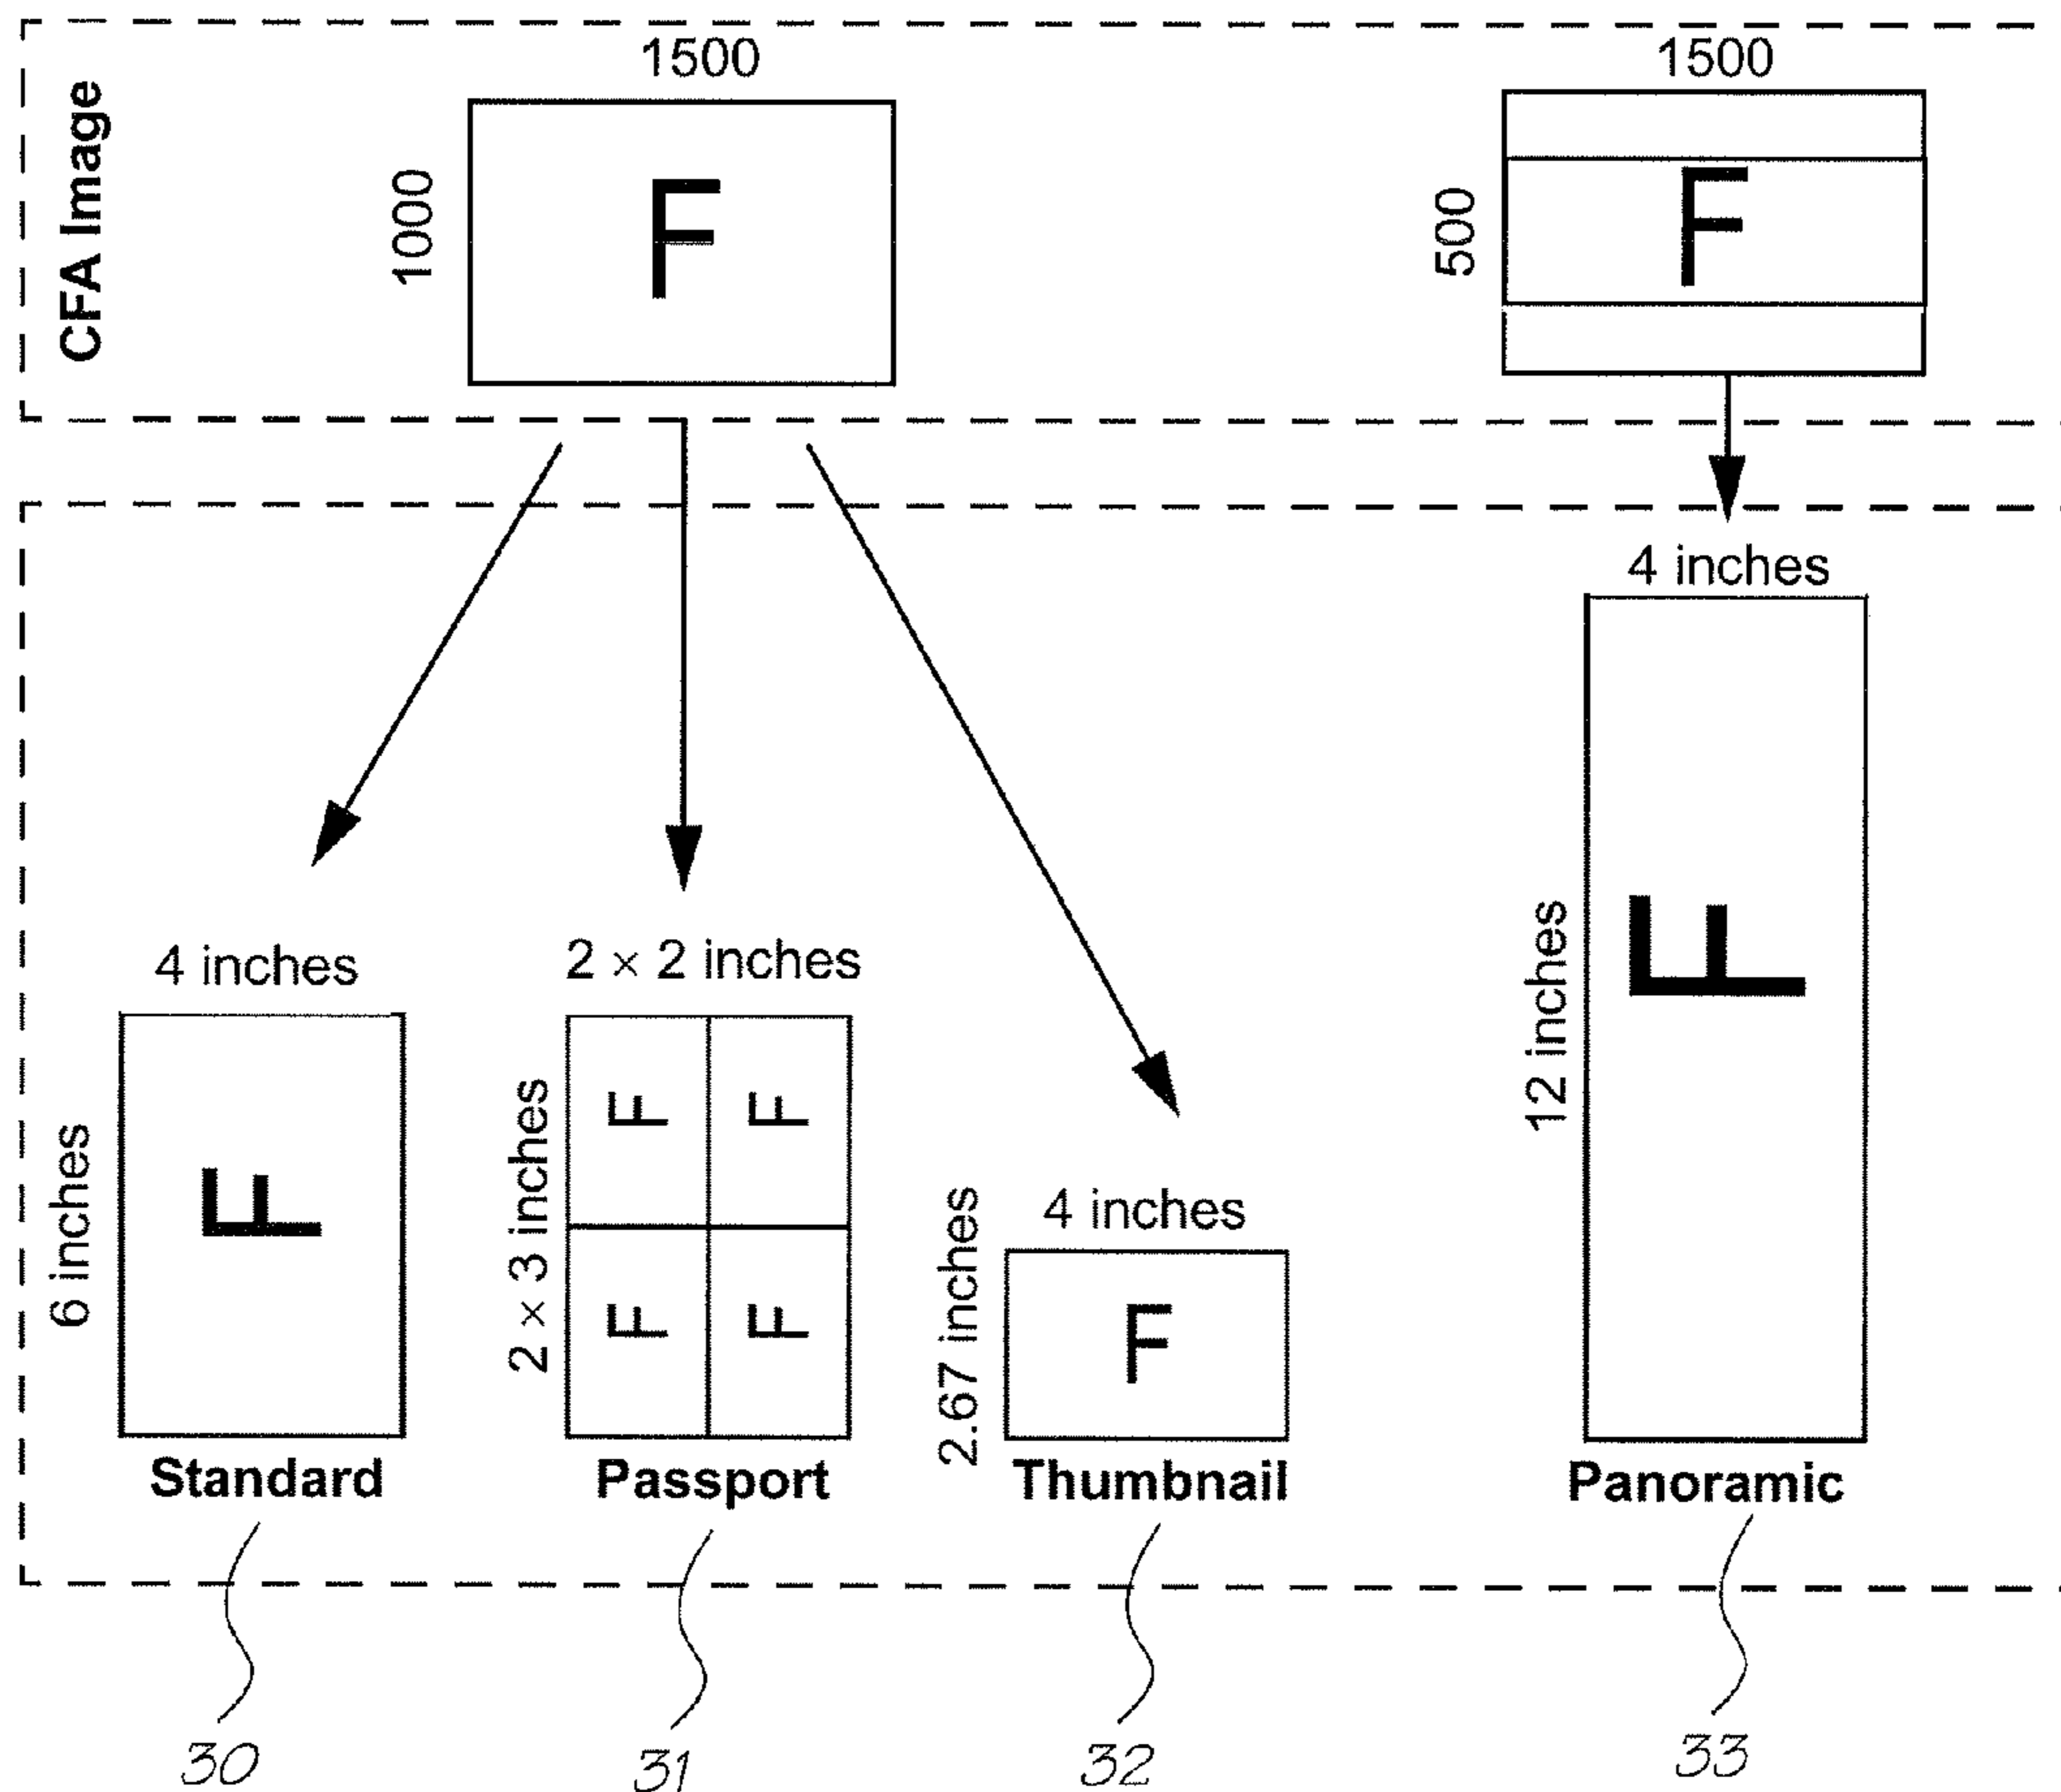 CFA Image
1500
1000
F
1500
500
F
4 inches
6 inches
F
Standard
30
2 × 2 inches
2 × 3 inches
F F
F F
Passport
31
4 inches
2.67 inches
F
Thumbnail
32
4 inches
12 inches
F
Panoramic
33